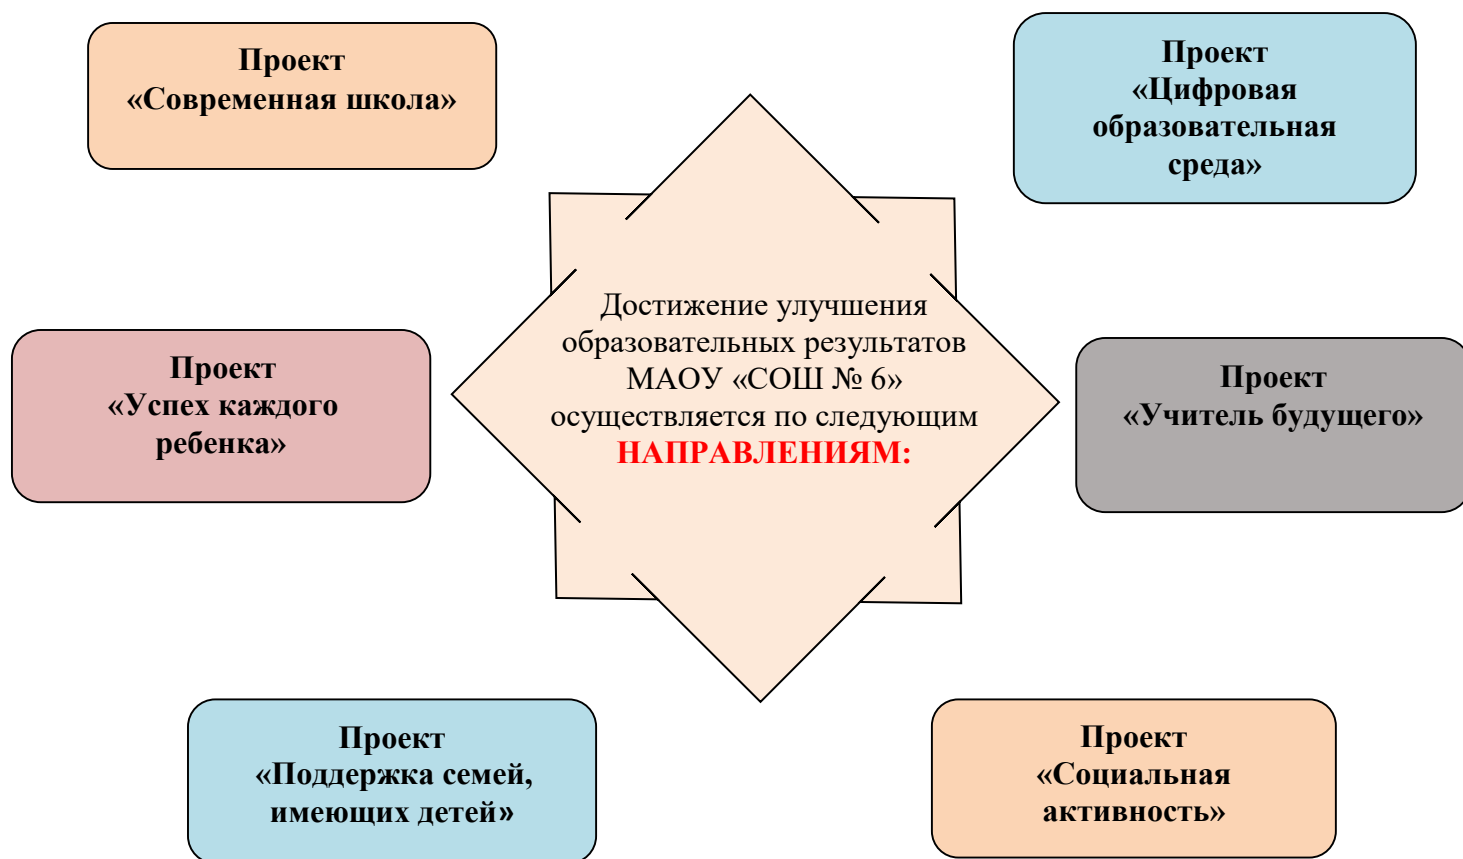 Проект
«Современная школа»
Проект
«Цифровая
образовательная
среда»
Достижение улучшения
образовательных результатов
МАОУ «СОШ № 6»
осуществляется по следующим
НАПРАВЛЕНИЯМ:
Проект
«Успех каждого
ребенка»
Проект
«Учитель будущего»
Проект
«Поддержка семей,
имеющих детей»
Проект
«Социальная
активность»